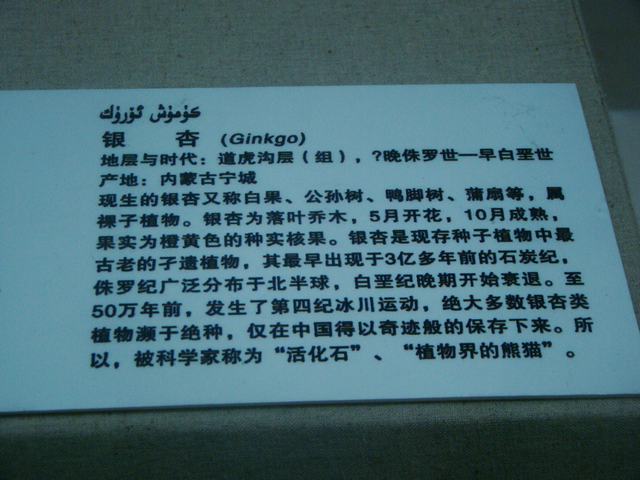 كۈمۈش ئۈرۈك
银 杏 (Ginkgo)
地层与时代：道虎沟层（组），?晚侏罗世—早白垩世
产地：内蒙古宁城
现生的银杏又称白果、公孙树、鸭脚树、蒲扇等，属
裸子植物。银杏为落叶乔木，5月开花，10月成熟，
果实为橙黄色的种实核果。银杏是现存种子植物中最
古老的孑遗植物，其最早出现于3亿多年前的石炭纪，
侏罗纪广泛分布于北半球，白垩纪晚期开始衰退。至
50万年前，发生了第四纪冰川运动，绝大多数银杏类
植物濒于绝种，仅在中国得以奇迹般的保存下来。所
以，被科学家称为“活化石”、“植物界的熊猫”。